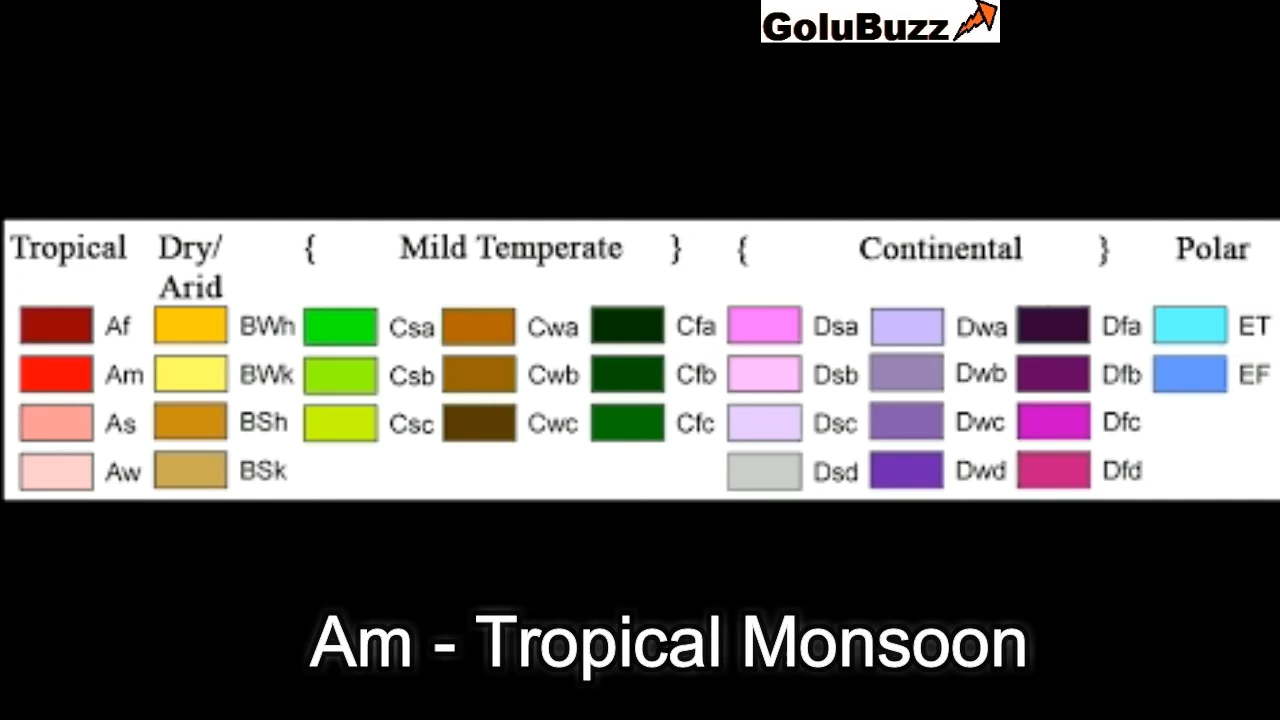 GoluBuzz
Tropical Dry/ { Mild Temperate } { Continental } Polar
Arid
Af BWh Csa Cwa Cfa Dsa Dwa Dfa ET
Am BWk Csb Cwb Cfb Dsb Dwb Dfb EF
As BSh Csc Cwc Cfc Dsc Dwc Dfc
Aw BSk Dsd Dwd Dfd
Am - Tropical Monsoon